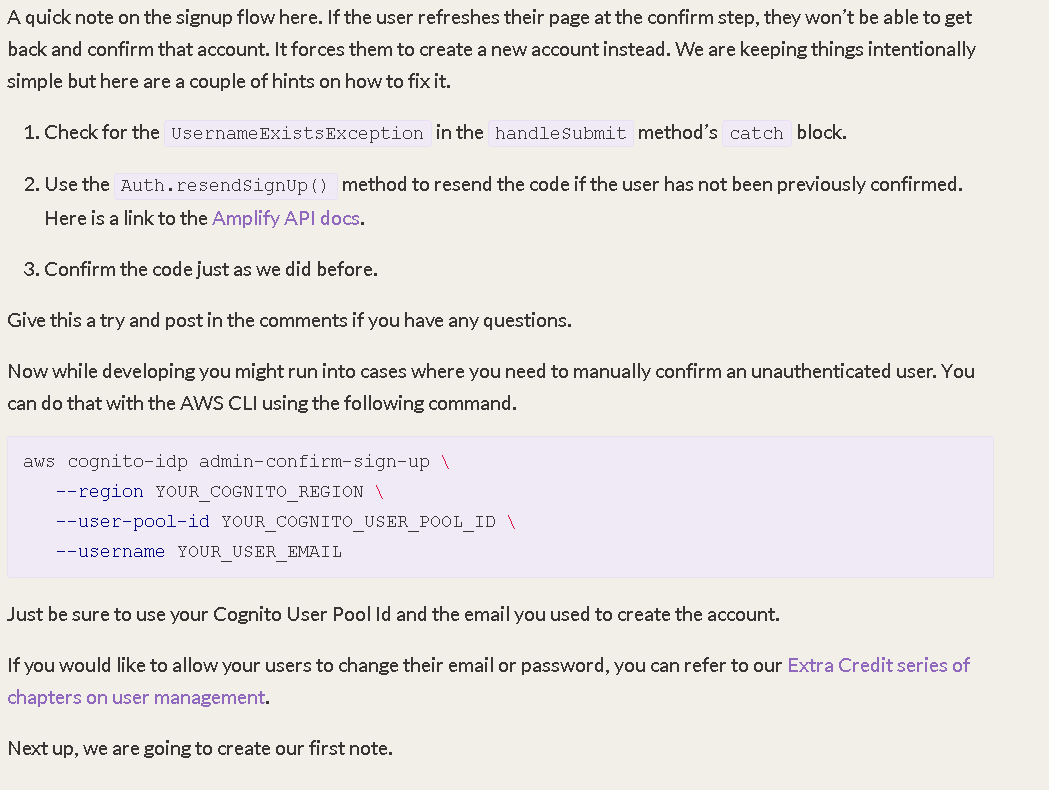 A quick note on the signup flow here. If the user refreshes their page at the confirm step, they won’t be able to get
back and confirm that account. It forces them to create a new account instead. We are keeping things intentionally
simple but here are a couple of hints on how to fix it.
1. Check for the UsernameExistsException in the handleSubmit method’s catch block.
2. Use the Auth.resendSignUp() method to resend the code if the user has not been previously confirmed.
Here is a link to the Amplify API docs.
3. Confirm the code just as we did before.
Give this a try and post in the comments if you have any questions.
Now while developing you might run into cases where you need to manually confirm an unauthenticated user. You
can do that with the AWS CLI using the following command.
aws cognito-idp admin-confirm-sign-up \
--region YOUR_COGNITO_REGION \
--user-pool-id YOUR_COGNITO_USER_POOL_ID \
--username YOUR_USER_EMAIL
Just be sure to use your Cognito User Pool Id and the email you used to create the account.
If you would like to allow your users to change their email or password, you can refer to our Extra Credit series of
chapters on user management.
Next up, we are going to create our first note.